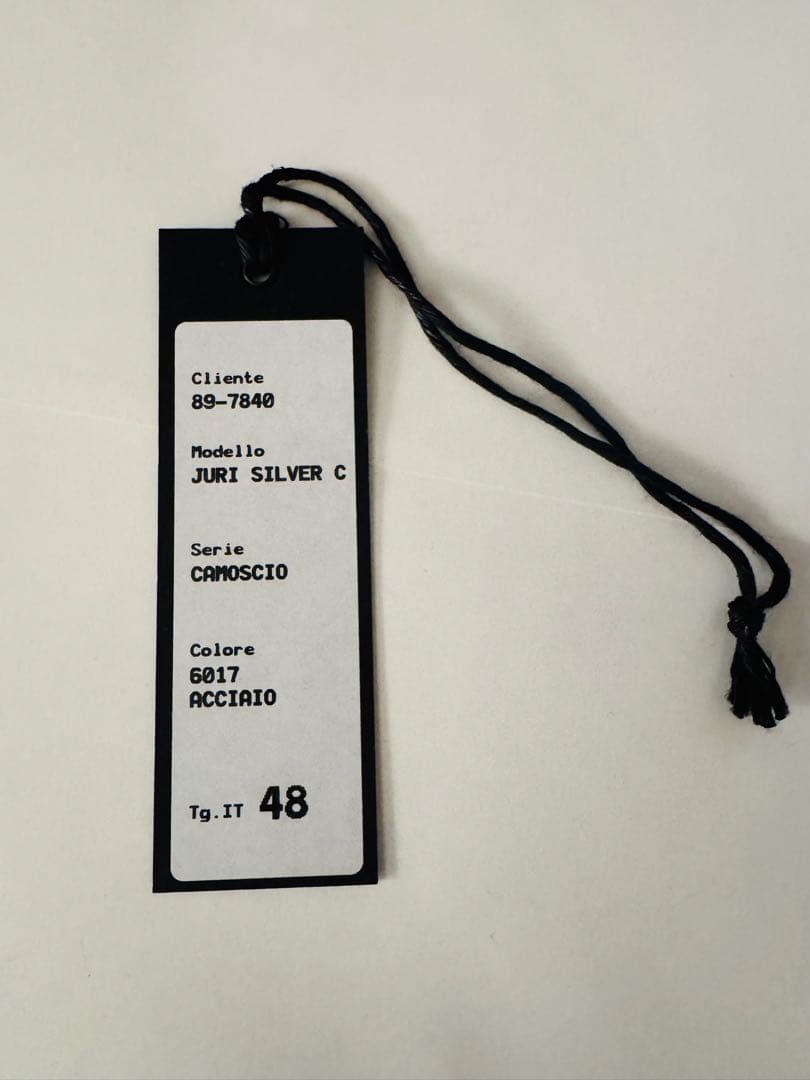 Cliente
89-7840
Modello
JURI SILVER C
Serie
CAMOSCIO
Colore
6017
ACCIAIO
Tg.IT 48